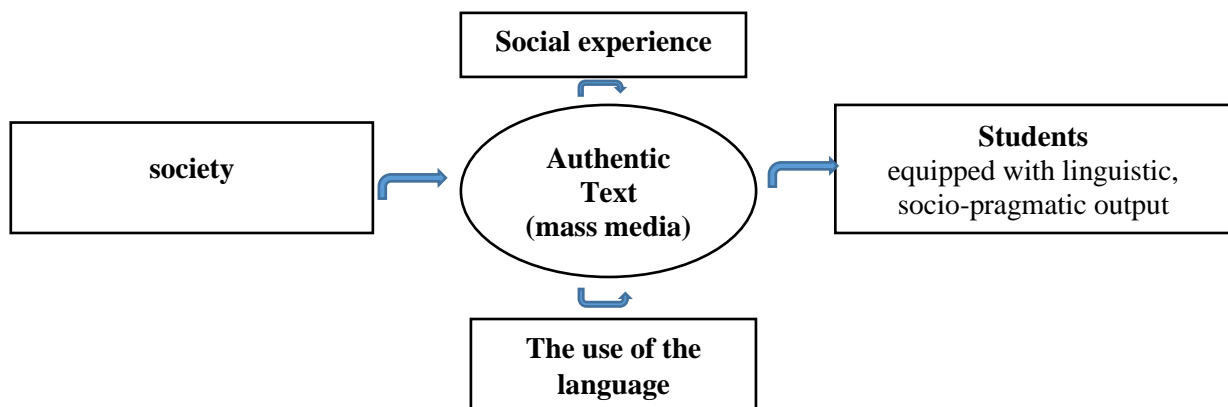 Social experience
society
Authentic
Text
(mass media)
Students
equipped with linguistic,
socio-pragmatic output
The use of the
language